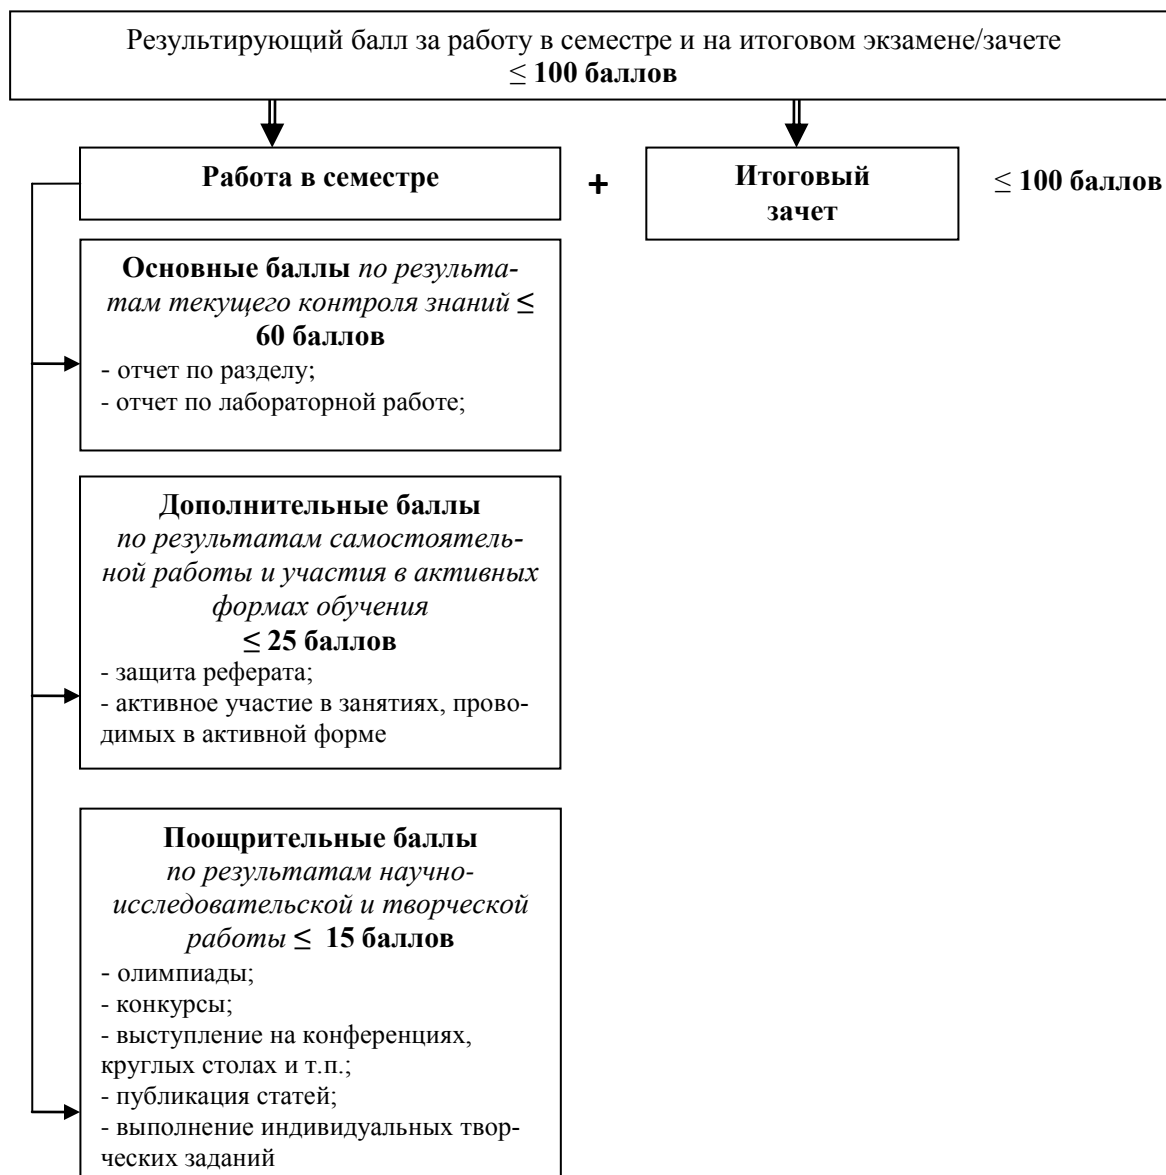 Результирующий балл за работу в семестре и на итоговом экзамене/зачете
≤ 100 баллов
Работа в семестре
+
Итоговый
зачет
≤ 100 баллов
Основные баллы по результа-
там текущего контроля знаний ≤
60 баллов
- отчет по разделу;
- отчет по лабораторной работе;
Дополнительные баллы
по результатам самостоятель-
ной работы и участия в активных
формах обучения
≤ 25 баллов
- защита реферата;
- активное участие в занятиях, прово-
димых в активной форме
Поощрительные баллы
по результатам научно-
исследовательской и творческой
работы ≤ 15 баллов
- олимпиады;
- конкурсы;
- выступление на конференциях,
круглых столах и т.п.;
- публикация статей;
- выполнение индивидуальных твор-
ческих заданий